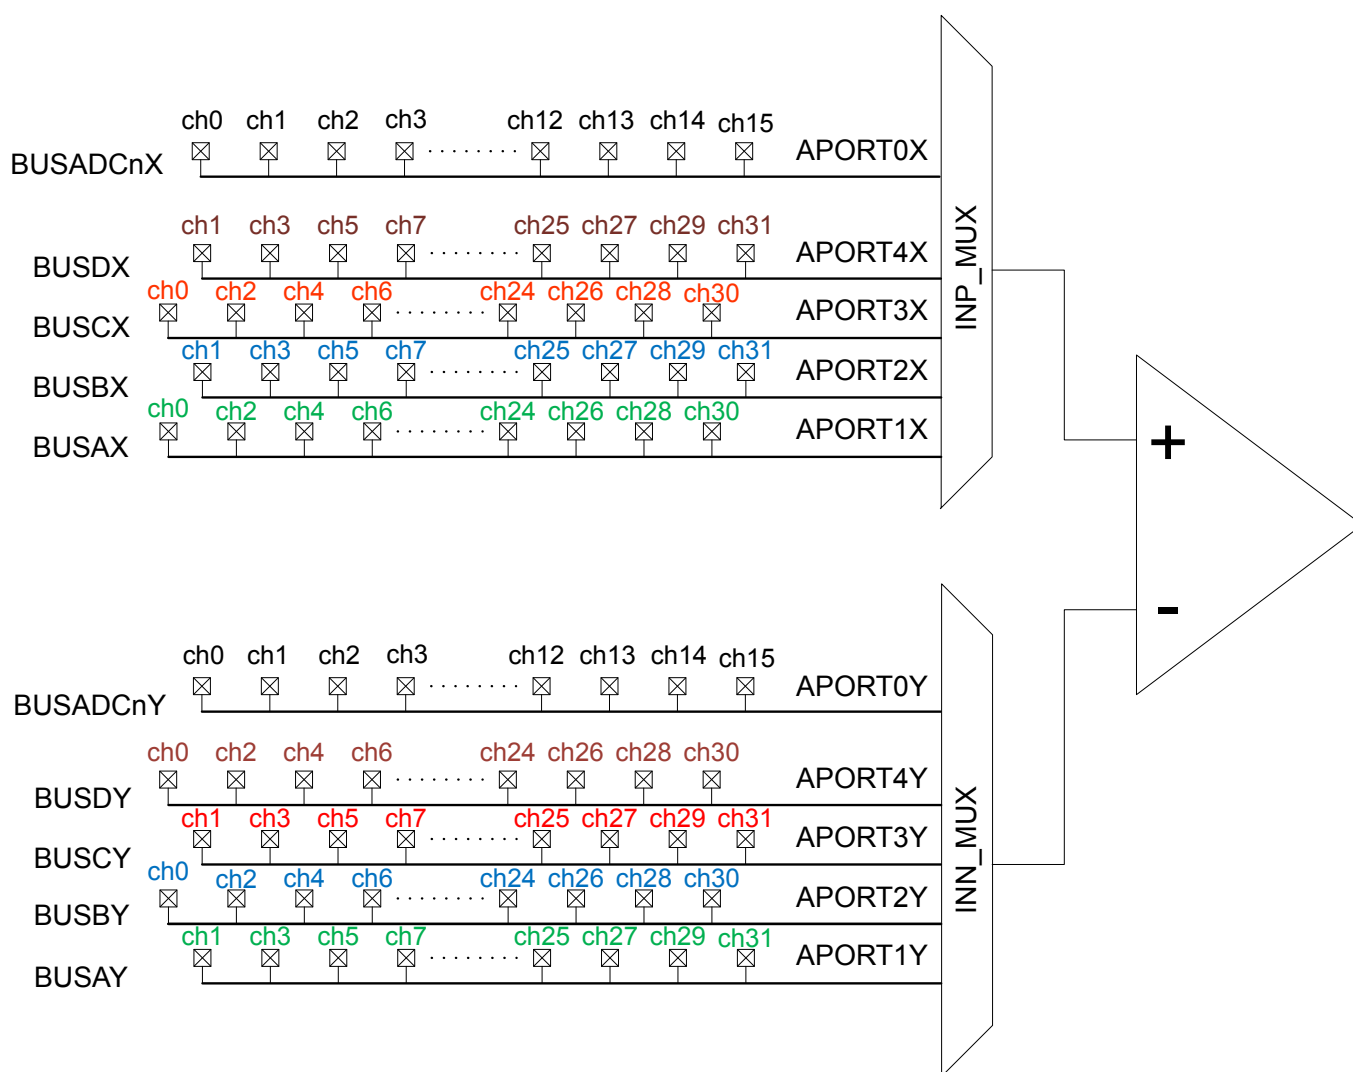 ch0 ch1 ch2 ch3 ch12 ch13 ch14 ch15
BUSADCnX APORT0X
ch1 ch3 ch5 ch7 ch25 ch27 ch29 ch31
BUSDX APORT4X
ch0 ch2 ch4 ch6 ch24 ch26 ch28 ch30
BUSCX APORT3X
ch1 ch3 ch5 ch7 ch25 ch27 ch29 ch31
BUSBX APORT2X
ch0 ch2 ch4 ch6 ch24 ch26 ch28 ch30
BUSAX APORT1X
INP_MUX
+
-
ch0 ch1 ch2 ch3 ch12 ch13 ch14 ch15
BUSADCnY APORT0Y
ch0 ch2 ch4 ch6 ch24 ch26 ch28 ch30
BUSDY APORT4Y
ch1 ch3 ch5 ch7 ch25 ch27 ch29 ch31
BUSCY APORT3Y
ch0 ch2 ch4 ch6 ch24 ch26 ch28 ch30
BUSBY APORT2Y
ch1 ch3 ch5 ch7 ch25 ch27 ch29 ch31
BUSAY APORT1Y
INN_MUX